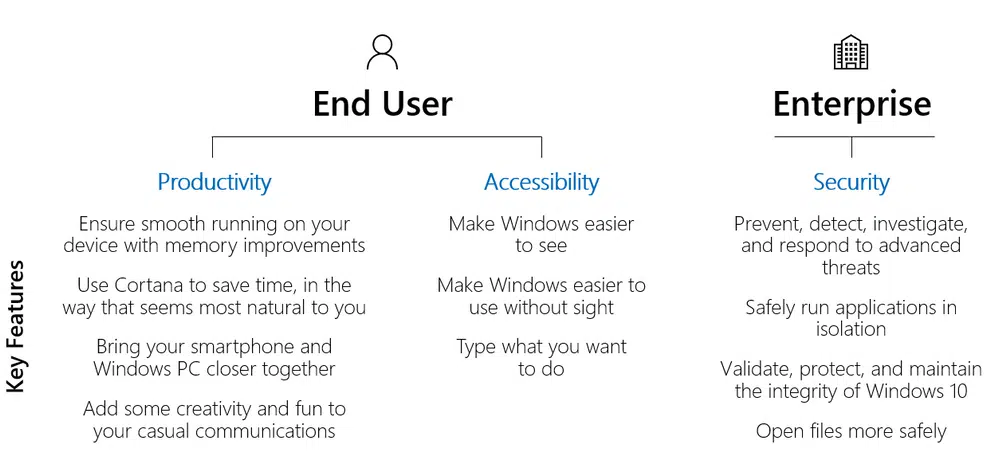 End User
Enterprise
Productivity
Accessibility
Security
Key Features
Ensure smooth running on your
device with memory improvements
Use Cortana to save time, in the
way that seems most natural to you
Bring your smartphone and
Windows PC closer together
Add some creativity and fun to
your casual communications
Make Windows easier
to see
Make Windows easier to
use without sight
Type what you want
to do
Prevent, detect, investigate,
and respond to advanced
threats
Safely run applications in
isolation
Validate, protect, and maintain
the integrity of Windows 10
Open files more safely